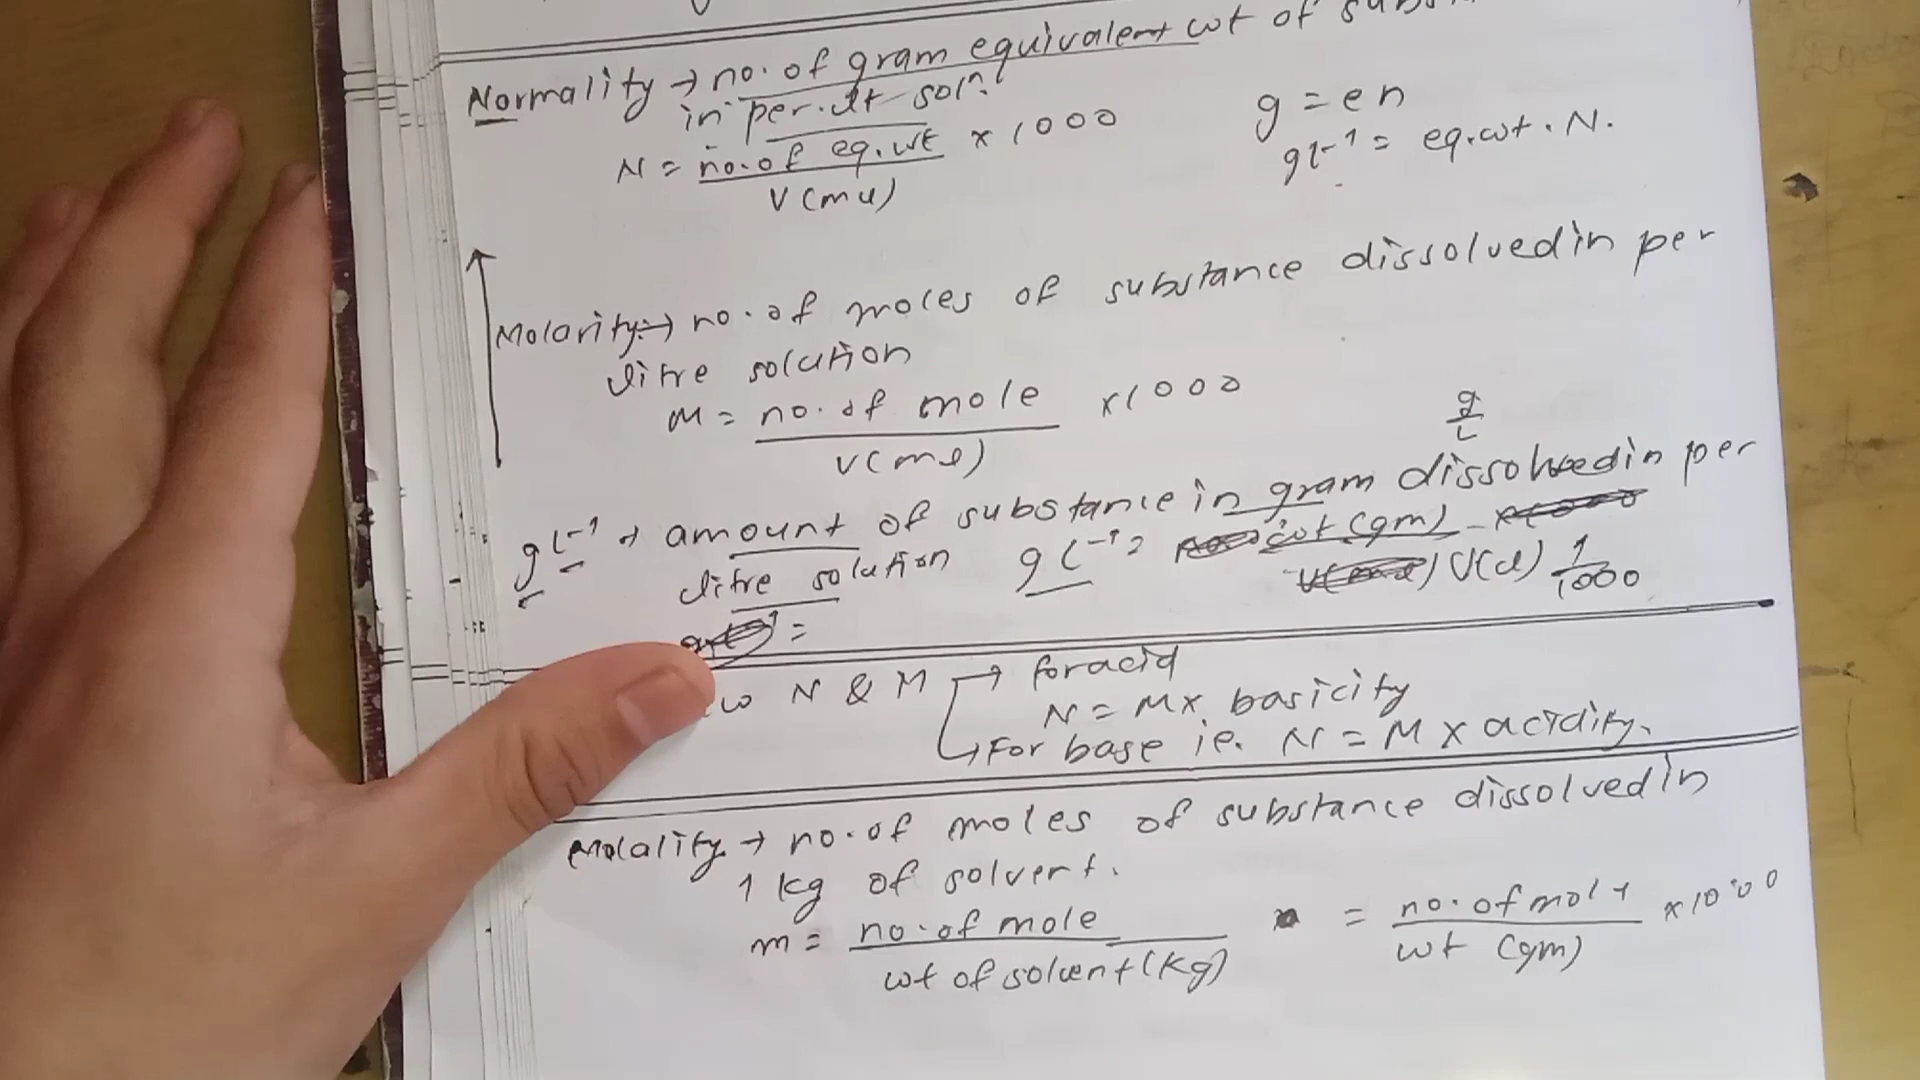 Normality → no. of gram equivalent wt of
in per. lt soln.
N = no. of eq. wt / V (ml) × 1000
g = en
gL⁻¹ = eq. wt. N.
Molarity → no. of moles of substance dissolved in per
litre solution
M = no. of mole / V (ml) × 1000
g/L
gL⁻¹ → amount of substance in gram dissolved in per
litre solution gL⁻¹ = wt (gm)
V(l) 1/1000
=
N & M → for acid
N = M × basicity
→ For base ie. N = M × acidity.
Molality → no. of moles of substance dissolved in
1 kg of solvent.
m = no. of mole / wt of solvent (kg) = no. of mole / wt (gm) × 1000